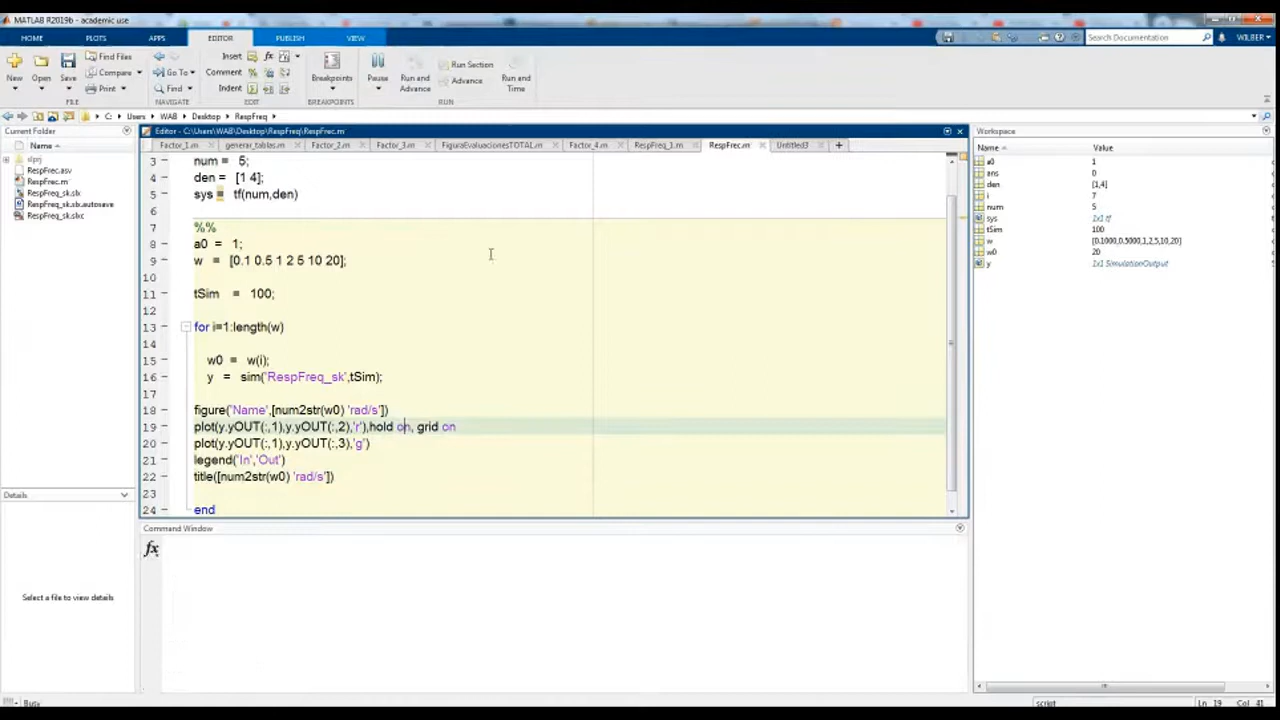 MATLAB R2019b - academic use
HOME PLOTS APPS EDITOR PUBLISH VIEW Search Documentation WILBER
New Open Save Find Files Compare Print Go To Find Insert Comment Indent Breakpoints Pause Run and Advance Run Section Advance Run and Time
FILE NAVIGATE EDIT BREAKPOINTS RUN
C: Users WAB Desktop RespFreq
Current Folder
Name
slprj
RespFrec.asv
RespFrec.m
RespFreq_sk.slx
RespFreq_sk.slx.autosave
RespFreq_sk.slxc
Details
Select a file to view details
Editor - C:\Users\WAB\Desktop\RespFreq\RespFrec.m
Factor_1.m generar_tablas.m Factor_2.m Factor_3.m FiguraEvaluacionesTOTAL.m Factor_4.m RespFreq_1.m RespFrec.m Untitled3
3 num = 5;
4 den = [1 4];
5 sys = tf(num,den)
6
7 %%
8 a0 = 1;
9 w = [0.1 0.5 1 2 5 10 20];
10
11 tSim = 100;
12
13 for i=1:length(w)
14
15 w0 = w(i);
16 y = sim('RespFreq_sk',tSim);
17
18 figure('Name',[num2str(w0) 'rad/s'])
19 plot(y.yOUT(:,1),y.yOUT(:,2),'r'),hold on, grid on
20 plot(y.yOUT(:,1),y.yOUT(:,3),'g')
21 legend('In','Out')
22 title([num2str(w0) 'rad/s'])
23
24 end
Command Window
fx
Workspace
Name Value
a0 1
ans 0
den [1,4]
i 7
num 5
sys 1x1 tf
tSim 100
w [0.1000,0.5000,1,2,5,10,20]
w0 20
y 1x1 SimulationOutput
Busy script Ln 19 Col 41